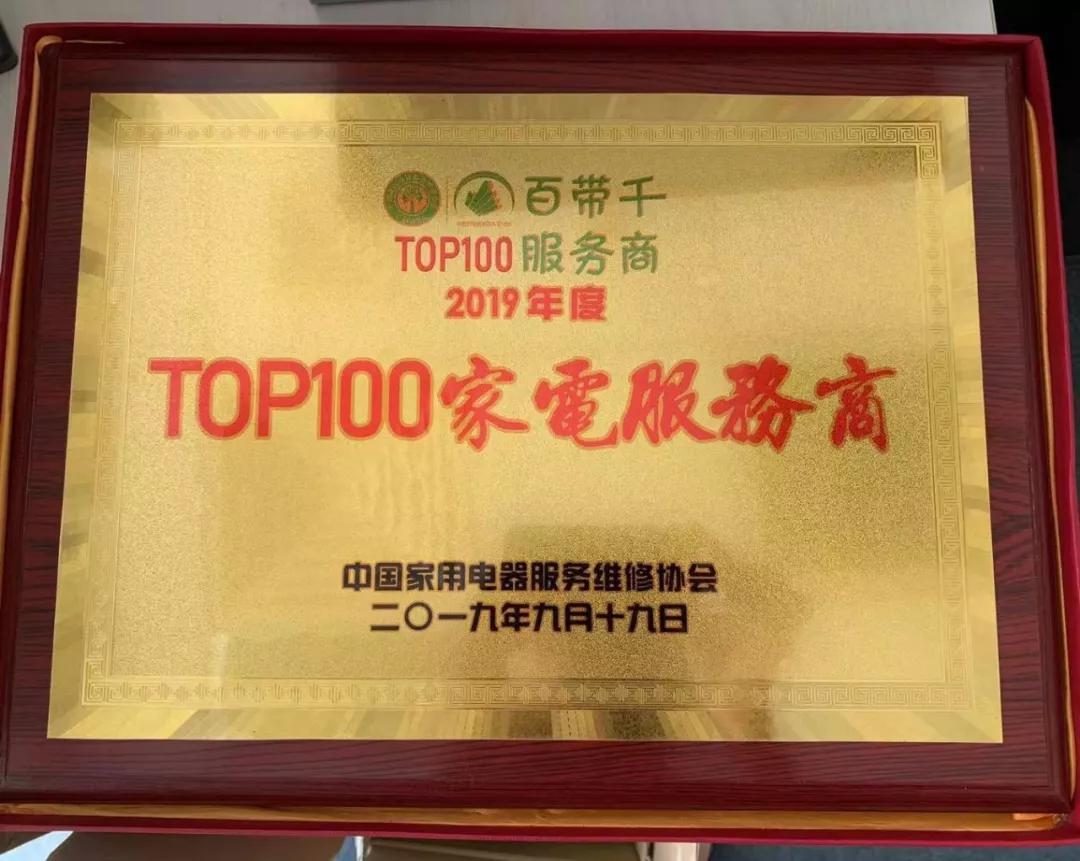 百带千
TOP100服务商
2019年度
TOP100家電服務商
中国家用电器服务维修协会
二〇一九年九月十九日